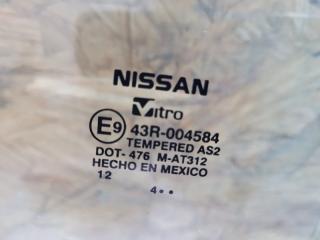 NISSAN
Vitro
E9 43R-004584
TEMPERED AS2
DOT- 476 M-AT312
HECHO EN MEXICO
12
4••